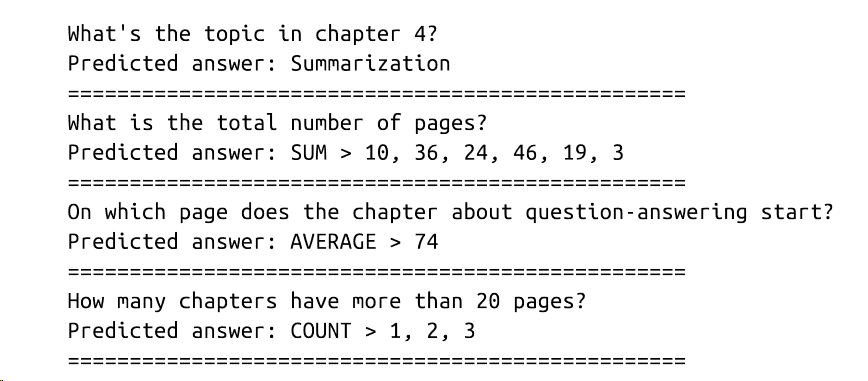 What's the topic in chapter 4?
Predicted answer: Summarization
==================================================
What is the total number of pages?
Predicted answer: SUM > 10, 36, 24, 46, 19, 3
==================================================
On which page does the chapter about question-answering start?
Predicted answer: AVERAGE > 74
==================================================
How many chapters have more than 20 pages?
Predicted answer: COUNT > 1, 2, 3
==================================================